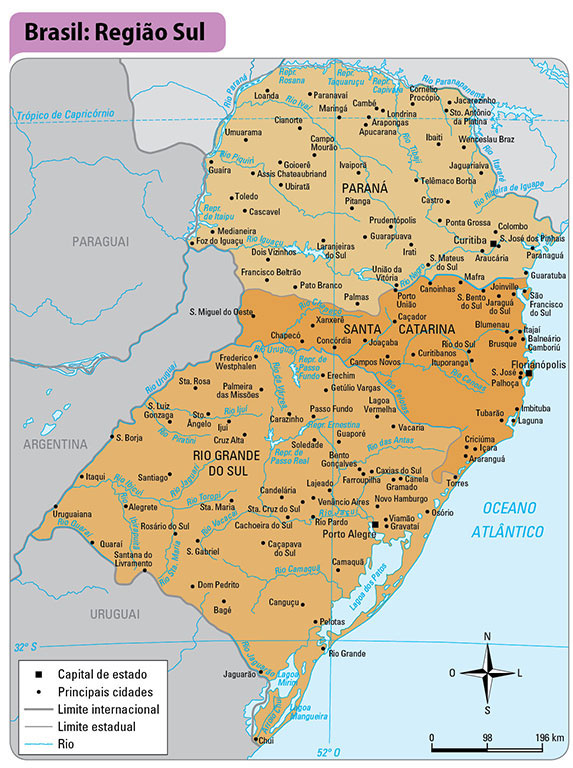 Brasil: Região Sul
Trópico de Capricórnio
PARAGUAI
ARGENTINA
URUGUAI
OCEANO
ATLÂNTICO
32° S
52° O
PARANÁ
Rio Paraná
Repr.
Rosana
Repr.
Taquaruçu
Repr.
Capivara
Rio Paranapanema
Loanda
Paranavaí
Rio Ivaí
Maringá
Cambé
Londrina
Cornélio
Procópio
Jacarezinho
Sto. Antônio
da Platina
Cianorte
Arapongas
Apucarana
Umuarama
Campo
Mourão
Rio Tibaji
Ibaiti
Wenceslau Braz
Rio Itararé
Rio Piquiri
Guaíra
Goioerê
Assis Chateaubriand
Ubiratã
Ivaiporã
Jaguariaíva
Telêmaco Borba
Rio Ribeira de Iguape
Toledo
Pitanga
Castro
Repr.
de Itaipu
Cascavel
Prudentópolis
Ponta Grossa
Colombo
Medianeira
Guarapuava
Curitiba
S. José dos Pinhais
Foz do Iguaçu
Rio Iguaçu
Laranjeiras
do Sul
Irati
Araucária
Paranaguá
Dois Vizinhos
S. Mateus
do Sul
Francisco Beltrão
União da
Vitória
Rio Negro
Mafra
Guaratuba
Pato Branco
Palmas
Porto
União
Canoinhas
S. Bento
do Sul
Joinville
Jaraguá
do Sul
São
Francisco
do Sul
S. Miguel do Oeste
Xanxerê
SANTA
CATARINA
Caçador
Blumenau
Itajaí
Chapecó
Concórdia
Joaçaba
Rio do Sul
Brusque
Balneário
Camboriú
Rio Uruguai
Campos Novos
Curitibanos
Ituporanga
Florianópolis
S. José
Palhoça
Rio Canoas
Frederico
Westphalen
Repr. de
Passo
Fundo
Erechim
Rio Uruguai
Sta. Rosa
Palmeira
das Missões
Rio da Várzea
Getúlio Vargas
Rio Pelotas
Tubarão
Imbituba
Laguna
S. Luiz
Gonzaga
Sto.
Ângelo
Rio Ijuí
Ijuí
Carazinho
Passo Fundo
Lagoa
Vermelha
Vacaria
Repr. Ernestina
S. Borja
Rio Piratini
Cruz Alta
Soledade
Guaporé
Rio das Antas
Criciúma
Içara
Araranguá
RIO GRANDE
DO SUL
Repr. de
Passo Real
Bento
Gonçalves
Caxias do Sul
Farroupilha
Canela
Gramado
Torres
Itaqui
Rio Ibicuí
Santiago
Rio Jaguari
Candelária
Lajeado
Novo Hamburgo
Uruguaiana
Alegrete
Rio Toropi
Sta. Maria
Sta. Cruz do Sul
Venâncio Aires
Rio Jacuí
Osório
Rio Quaraí
Rosário do Sul
Rio Vacacaí
Cachoeira do Sul
Rio Pardo
Viamão
Gravataí
Porto Alegre
Quaraí
Rio Sta. Maria
S. Gabriel
Caçapava
do Sul
Santana do
Livramento
Rio Camaquã
Camaquã
Dom Pedrito
Lagoa dos Patos
Bagé
Canguçu
Pelotas
Rio Grande
Rio Jaguarão
Jaguarão
Lagoa
Mirim
Lagoa
Mangueira
Arroio Chuí
Chuí
Capital de estado
Principais cidades
Limite internacional
Limite estadual
Rio
N
O
L
S
0
98
196 km